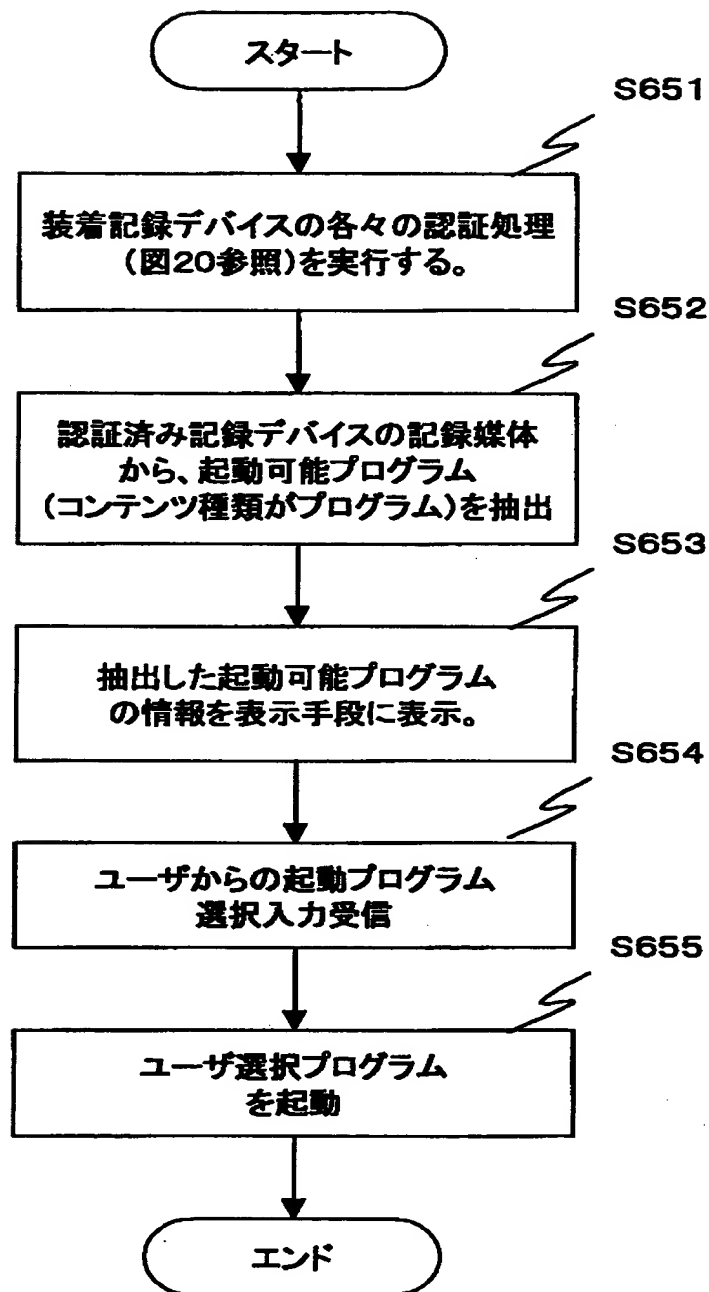 スタート
S651
装着記録デバイスの各々の認証処理
(図20参照)を実行する。
S652
認証済み記録デバイスの記録媒体
から、起動可能プログラム
(コンテンツ種類がプログラム)を抽出
S653
抽出した起動可能プログラム
の情報を表示手段に表示。
S654
ユーザからの起動プログラム
選択入力受信
S655
ユーザ選択プログラム
を起動
エンド